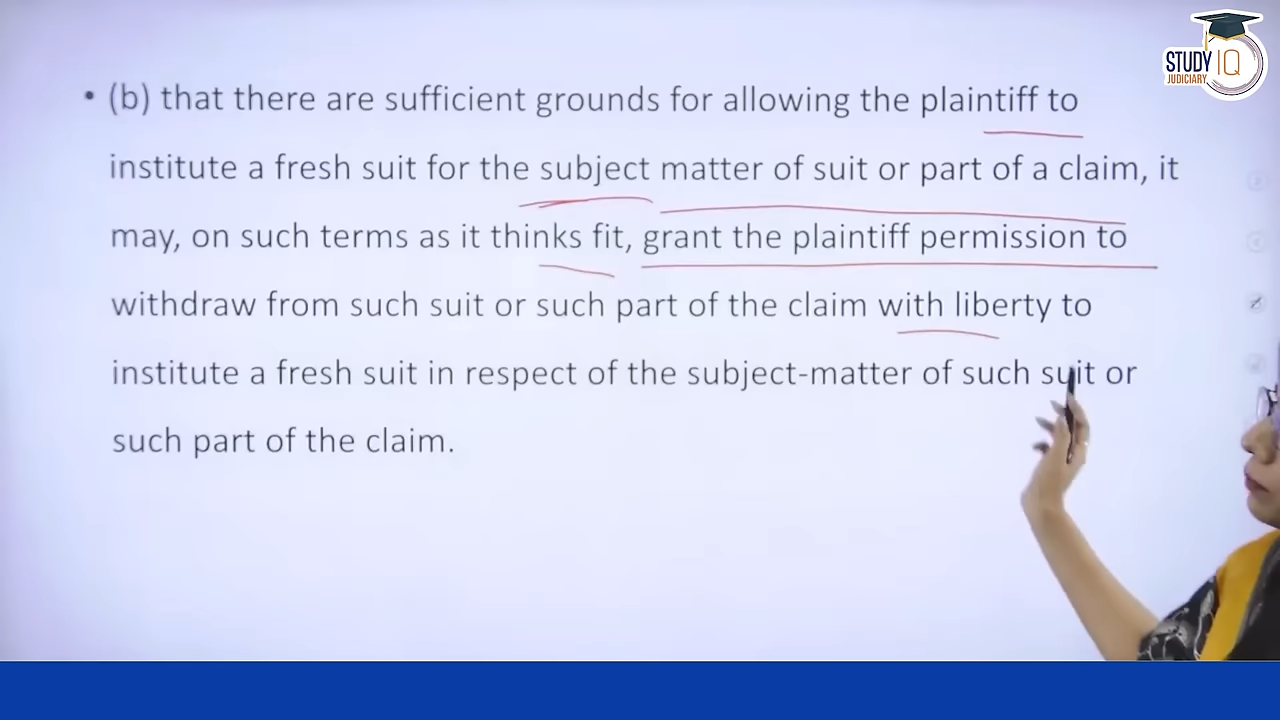 STUDY IQ
JUDICIARY
• (b) that there are sufficient grounds for allowing the plaintiff to
institute a fresh suit for the subject matter of suit or part of a claim, it
may, on such terms as it thinks fit, grant the plaintiff permission to
withdraw from such suit or such part of the claim with liberty to
institute a fresh suit in respect of the subject-matter of such suit or
such part of the claim.